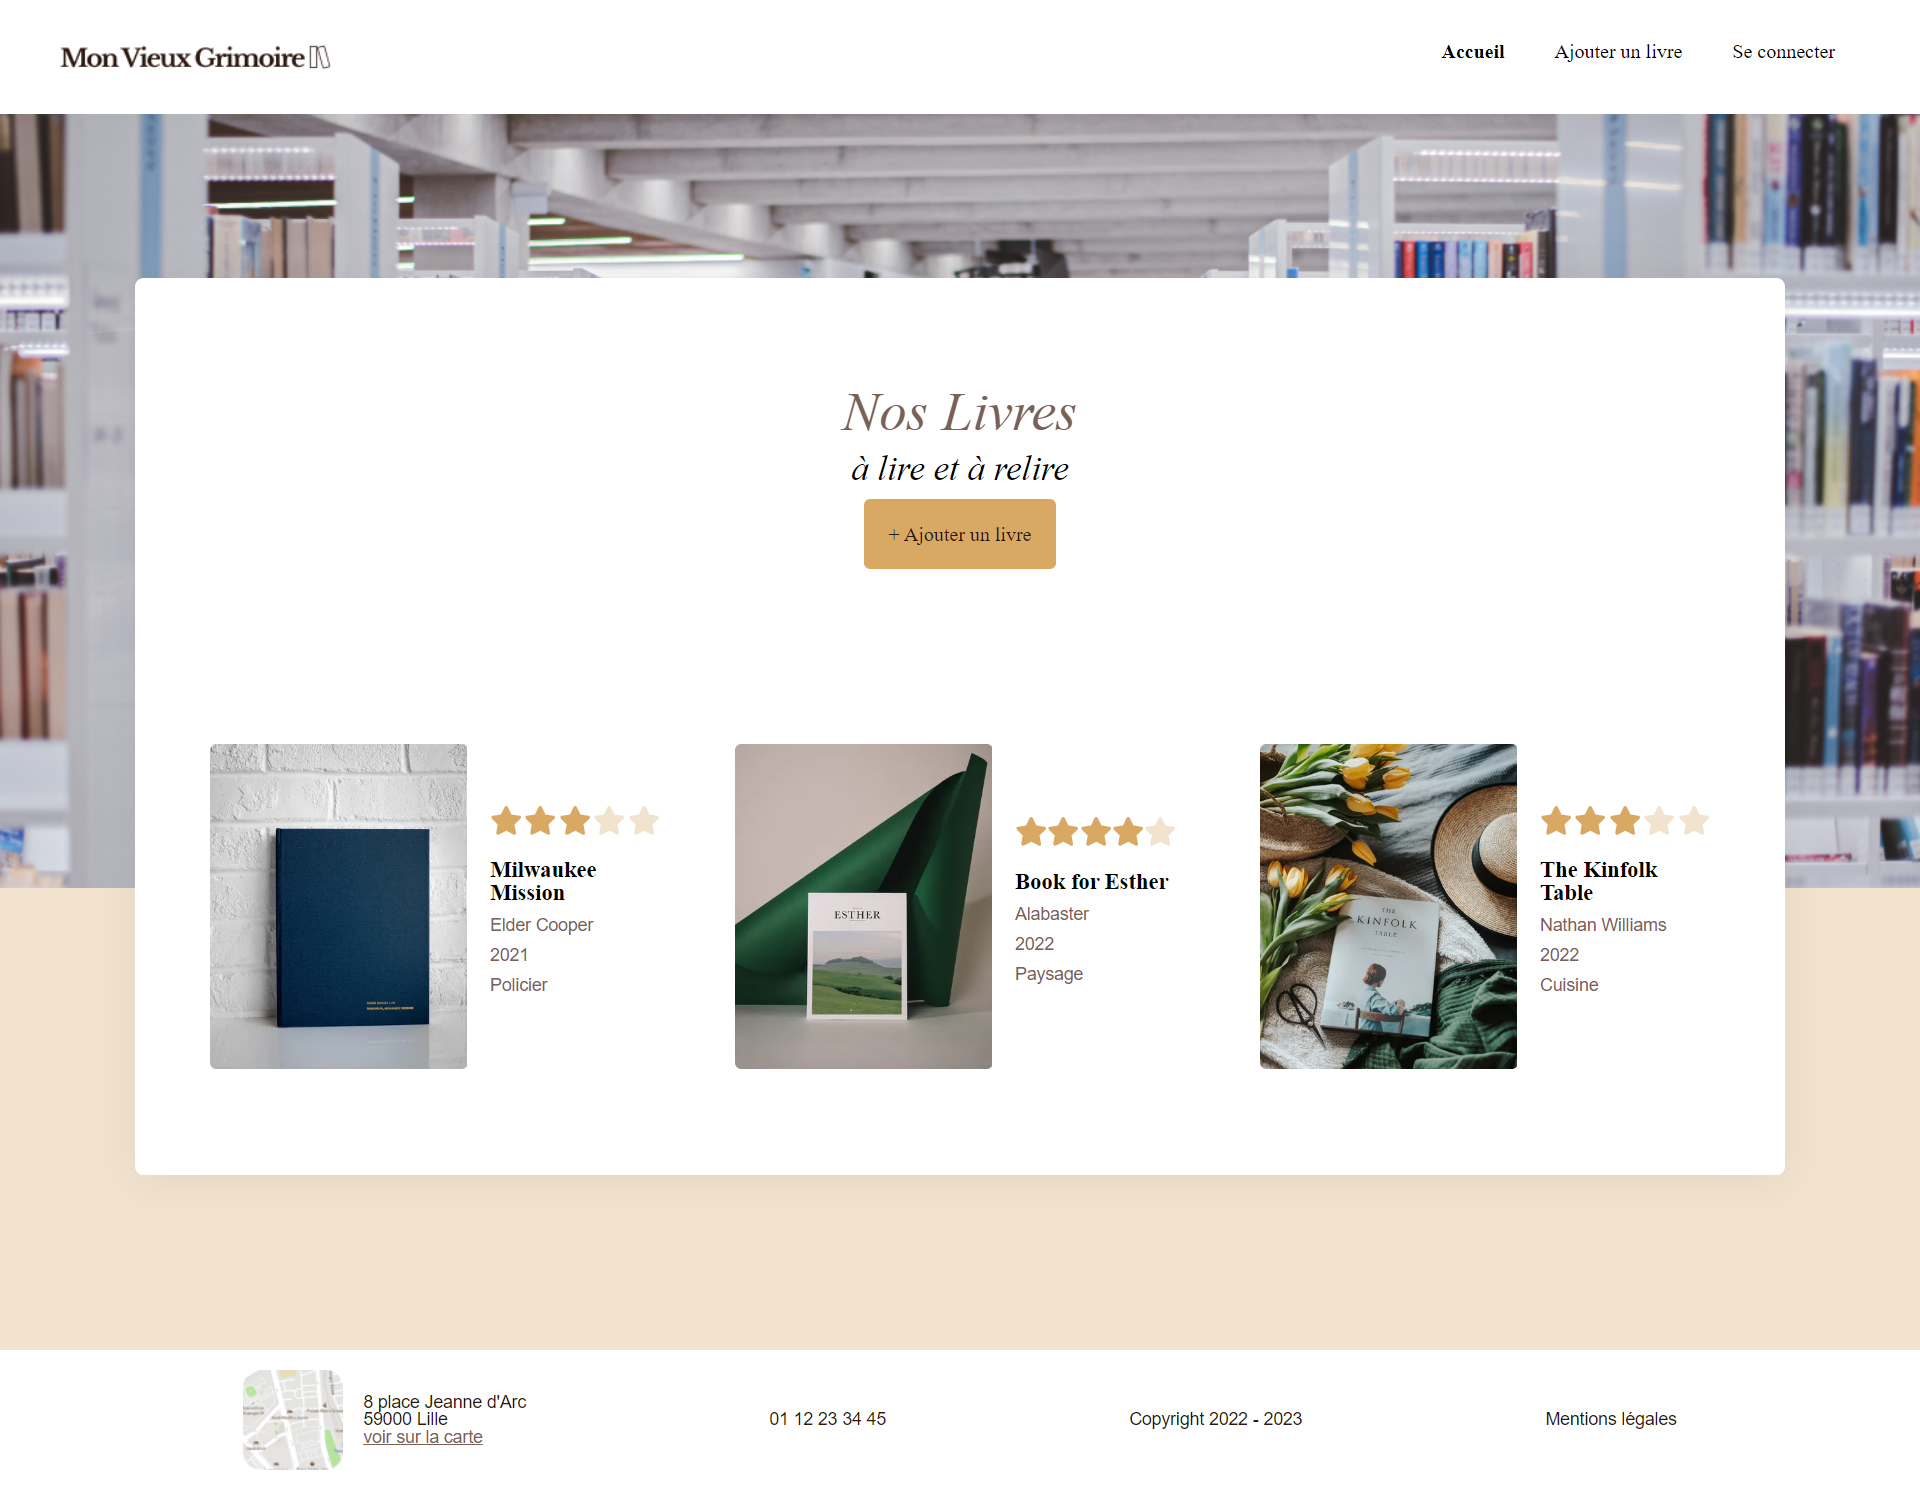 Mon Vieux Grimoire
Accueil
Ajouter un livre
Se connecter
Nos Livres
à lire et à relire
+ Ajouter un livre
Milwaukee
Mission
Elder Cooper
2021
Policier
ESTHER
Book for Esther
Alabaster
2022
Paysage
THE
KINFOLK
TABLE
The Kinfolk
Table
Nathan Williams
2022
Cuisine
8 place Jeanne d'Arc
59000 Lille
voir sur la carte
01 12 23 34 45
Copyright 2022 - 2023
Mentions légales